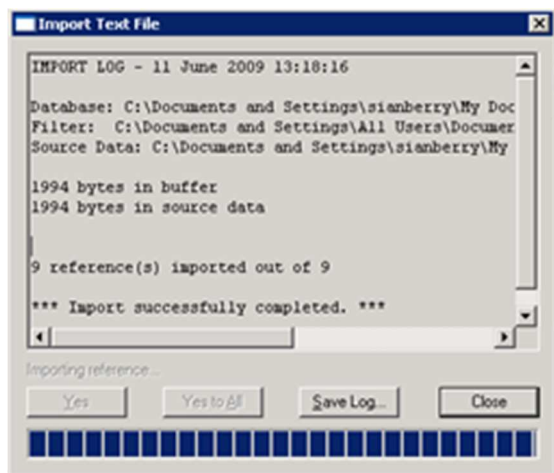 Import Text File
IMPORT LOG - 11 June 2009 13:18:16
Database: C:\Documents and Settings\sianberry\My Doc
Filter: C:\Documents and Settings\All Users\Documen
Source Data: C:\Documents and Settings\sianberry\My
1994 bytes in buffer
1994 bytes in source data
9 reference(s) imported out of 9
*** Import successfully completed. ***
Importing reference...
Yes
Yes to All
Save Log...
Close